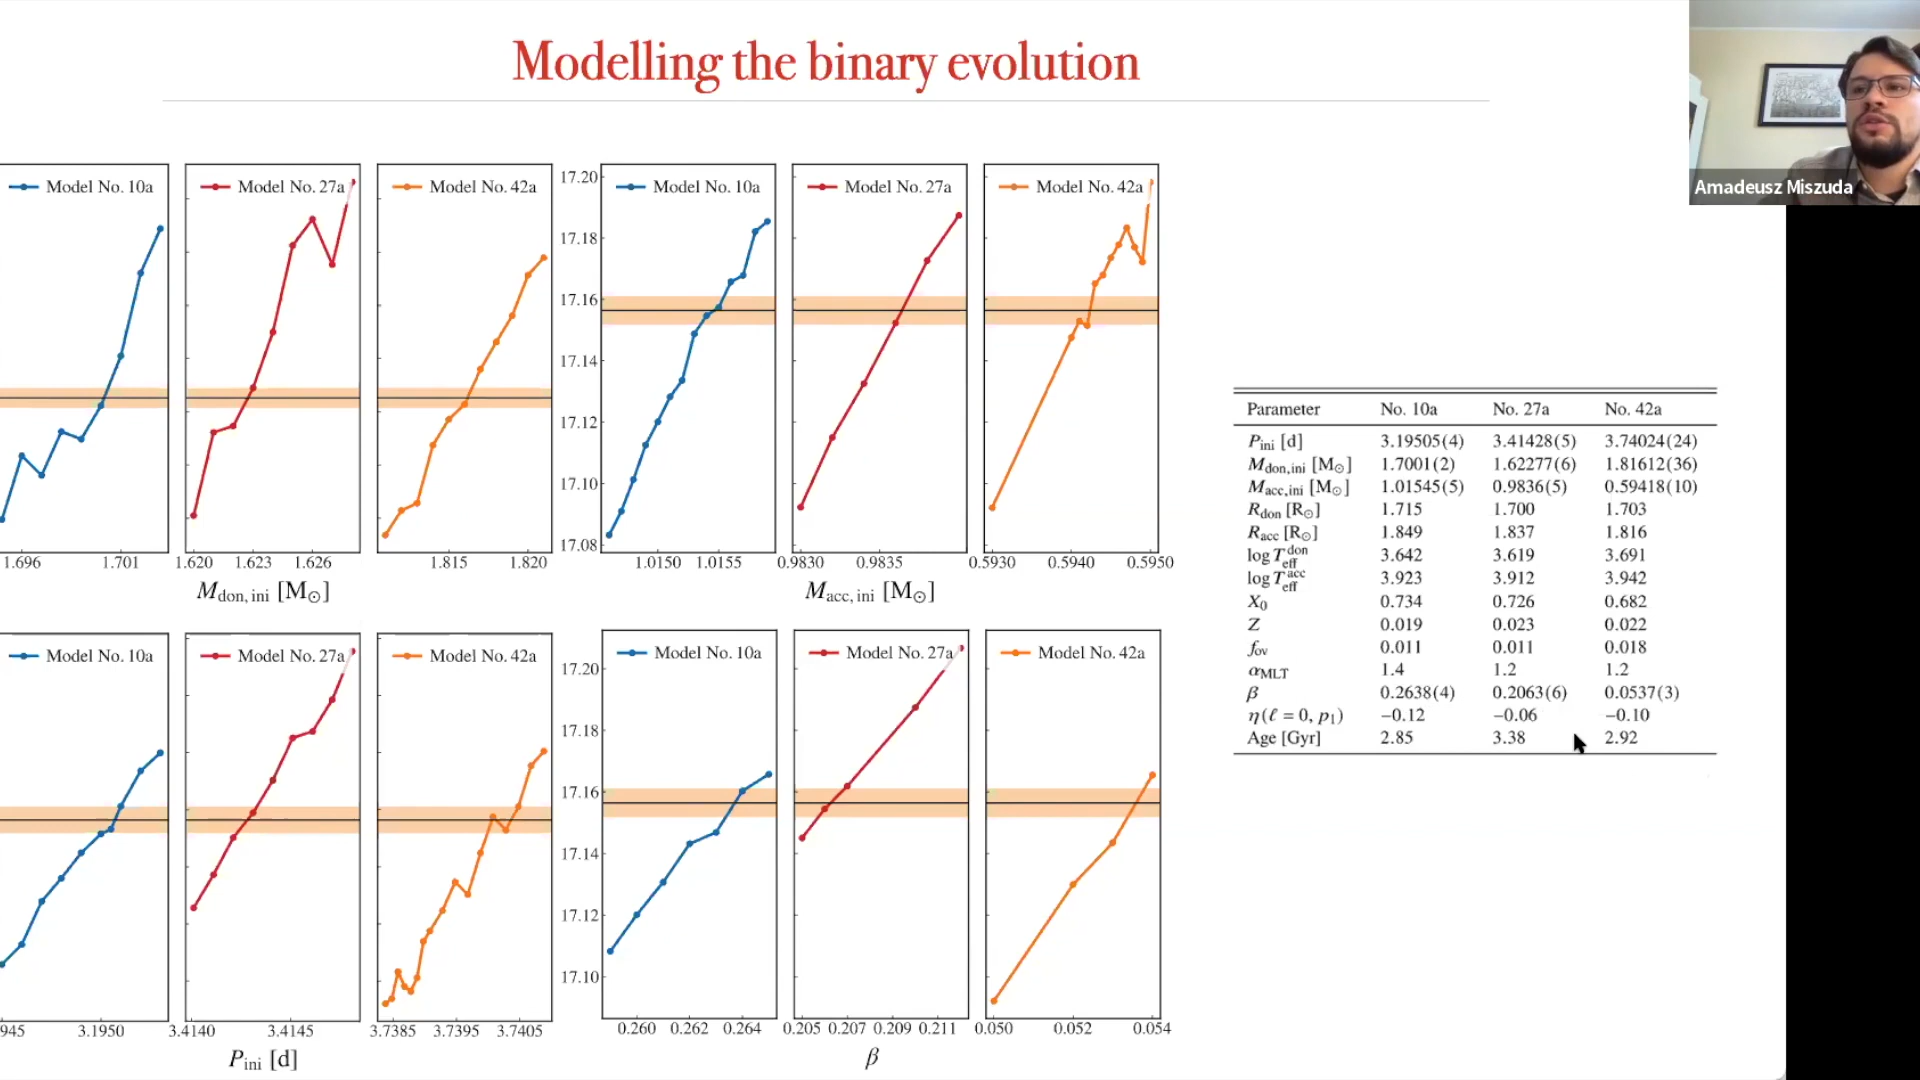 Modelling the binary evolution
Amadeusz Miszuda
Model No. 10a
Model No. 27a
Model No. 42a
1.696 1.701
1.620 1.623 1.626
1.815 1.820
M_don, ini [M⊙]
17.20
17.18
17.16
17.14
17.12
17.10
17.08
Model No. 10a
Model No. 27a
Model No. 42a
1.0150 1.0155
0.9830 0.9835
0.5930 0.5940 0.5950
M_acc, ini [M⊙]
Model No. 10a
Model No. 27a
Model No. 42a
945 3.1950
3.4140 3.4145
3.7385 3.7395 3.7405
P_ini [d]
17.20
17.18
17.16
17.14
17.12
17.10
Model No. 10a
Model No. 27a
Model No. 42a
0.260 0.262 0.264
0.205 0.207 0.209 0.211
0.050 0.052 0.054
β
Parameter No. 10a No. 27a No. 42a
P_ini [d] 3.19505(4) 3.41428(5) 3.74024(24)
M_don,ini [M⊙] 1.7001(2) 1.62277(6) 1.81612(36)
M_acc,ini [M⊙] 1.01545(5) 0.9836(5) 0.59418(10)
R_don [R⊙] 1.715 1.700 1.703
R_acc [R⊙] 1.849 1.837 1.816
log T_eff^don 3.642 3.619 3.691
log T_eff^acc 3.923 3.912 3.942
X_0 0.734 0.726 0.682
Z 0.019 0.023 0.022
f_ov 0.011 0.011 0.018
α_MLT 1.4 1.2 1.2
β 0.2638(4) 0.2063(6) 0.0537(3)
η(ℓ = 0, p_1) −0.12 −0.06 −0.10
Age [Gyr] 2.85 3.38 2.92